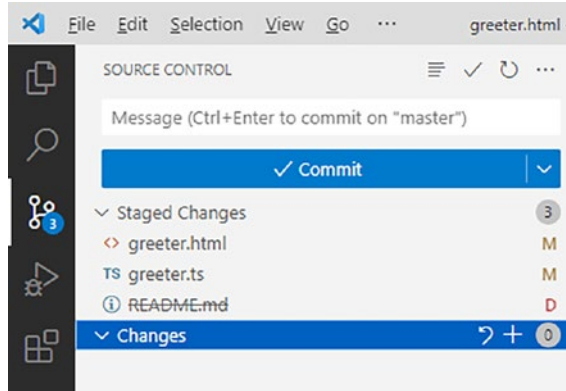 File Edit Selection View Go ··· greeter.html
SOURCE CONTROL
Message (Ctrl+Enter to commit on "master")
Commit
3
Staged Changes 3
greeter.html M
TS greeter.ts M
README.md D
Changes 0